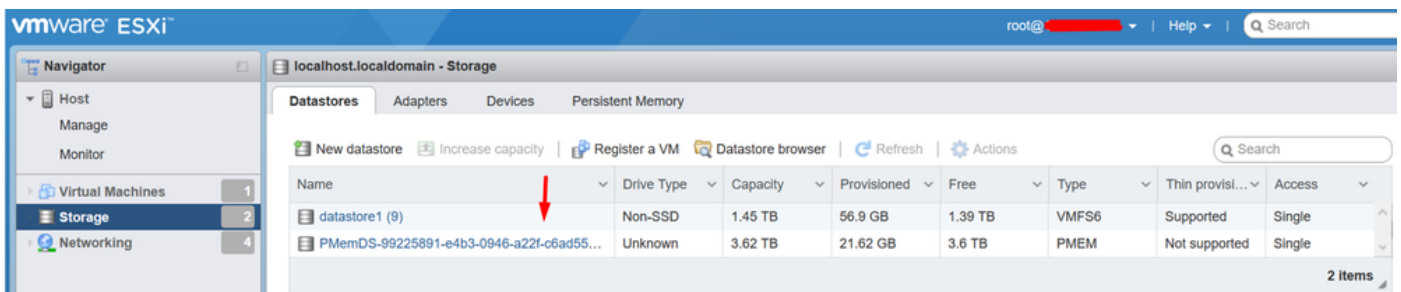 vmware ESXi™ root@ | Help | Search
Navigator localhost.localdomain - Storage
Host Datastores Adapters Devices Persistent Memory
Manage
Monitor New datastore Increase capacity | Register a VM Datastore browser | Refresh | Actions Search
Virtual Machines 1 Name Drive Type Capacity Provisioned Free Type Thin provisi... Access
Storage 2 datastore1 (9) Non-SSD 1.45 TB 56.9 GB 1.39 TB VMFS6 Supported Single
Networking 4 PMemDS-99225891-e4b3-0946-a22f-c6ad55... Unknown 3.62 TB 21.62 GB 3.6 TB PMEM Not supported Single
2 items